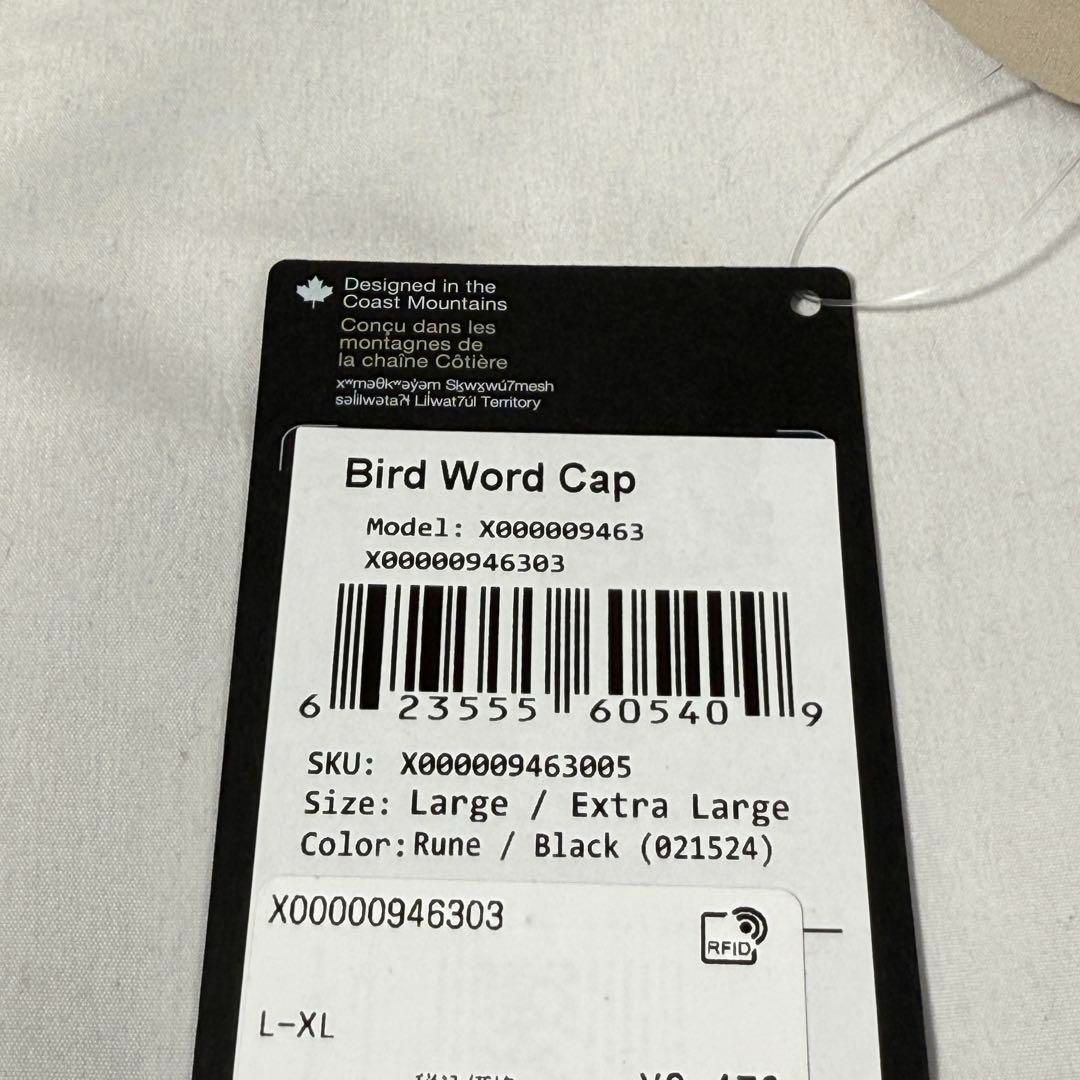 Designed in the
Coast Mountains
Conçu dans les
montagnes de
la chaîne Côtière
xʷməθkʷəy̓əm Sḵwx̱wú7mesh
səl̓ilwətaʔɬ Lil̓wat7úl Territory
Bird Word Cap
Model: X000009463
X00000946303
6 23555 60540 9
SKU: X000009463005
Size: Large / Extra Large
Color: Rune / Black (021524)
X00000946303
RFID
L-XL